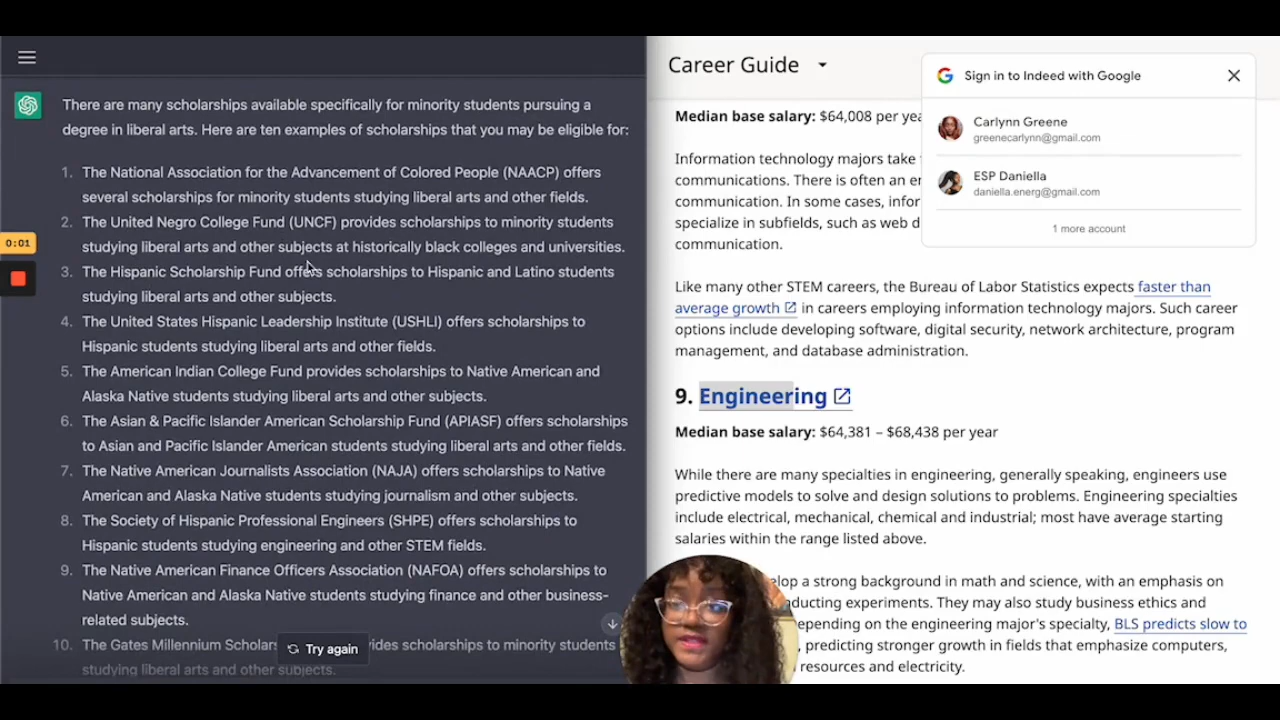 There are many scholarships available specifically for minority students pursuing a
degree in liberal arts. Here are ten examples of scholarships that you may be eligible for:
1. The National Association for the Advancement of Colored People (NAACP) offers
several scholarships for minority students studying liberal arts and other fields.
2. The United Negro College Fund (UNCF) provides scholarships to minority students
studying liberal arts and other subjects at historically black colleges and universities.
3. The Hispanic Scholarship Fund offers scholarships to Hispanic and Latino students
studying liberal arts and other subjects.
4. The United States Hispanic Leadership Institute (USHLI) offers scholarships to
Hispanic students studying liberal arts and other fields.
5. The American Indian College Fund provides scholarships to Native American and
Alaska Native students studying liberal arts and other subjects.
6. The Asian & Pacific Islander American Scholarship Fund (APIASF) offers scholarships
to Asian and Pacific Islander American students studying liberal arts and other fields.
7. The Native American Journalists Association (NAJA) offers scholarships to Native
American and Alaska Native students studying journalism and other subjects.
8. The Society of Hispanic Professional Engineers (SHPE) offers scholarships to
Hispanic students studying engineering and other STEM fields.
9. The Native American Finance Officers Association (NAFOA) offers scholarships to
Native American and Alaska Native students studying finance and other business-
related subjects.
10. The Gates Millennium Scholars vides scholarships to minority students
studying liberal arts and other subjects.
Try again
0:01
Career Guide
Sign in to Indeed with Google
Carlynn Greene
greenecarlynn@gmail.com
ESP Daniella
daniella.energ@gmail.com
1 more account
Median base salary: $64,008 per yea
Information technology majors take
communications. There is often an e
communication. In some cases, infor
specialize in subfields, such as web d
communication.
Like many other STEM careers, the Bureau of Labor Statistics expects faster than
average growth in careers employing information technology majors. Such career
options include developing software, digital security, network architecture, program
management, and database administration.
9. Engineering
Median base salary: $64,381 – $68,438 per year
While there are many specialties in engineering, generally speaking, engineers use
predictive models to solve and design solutions to problems. Engineering specialties
include electrical, mechanical, chemical and industrial; most have average starting
salaries within the range listed above.
elop a strong background in math and science, with an emphasis on
nducting experiments. They may also study business ethics and
epending on the engineering major's specialty, BLS predicts slow to
, predicting stronger growth in fields that emphasize computers,
resources and electricity.